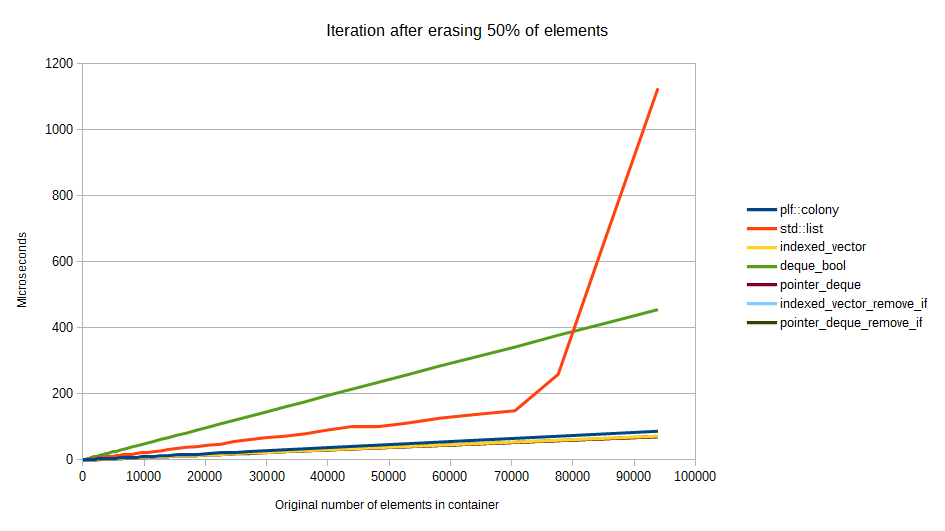 Iteration after erasing 50% of elements
1200
1000
800
600
400
200
0
Microseconds
0 10000 20000 30000 40000 50000 60000 70000 80000 90000 100000
Original number of elements in container
plf::colony
std::list
indexed_vector
deque_bool
pointer_deque
indexed_vector_remove_if
pointer_deque_remove_if